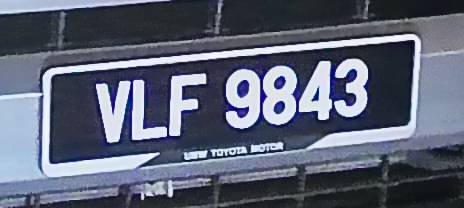 VLF 9843
UMW TOYOTA MOTOR